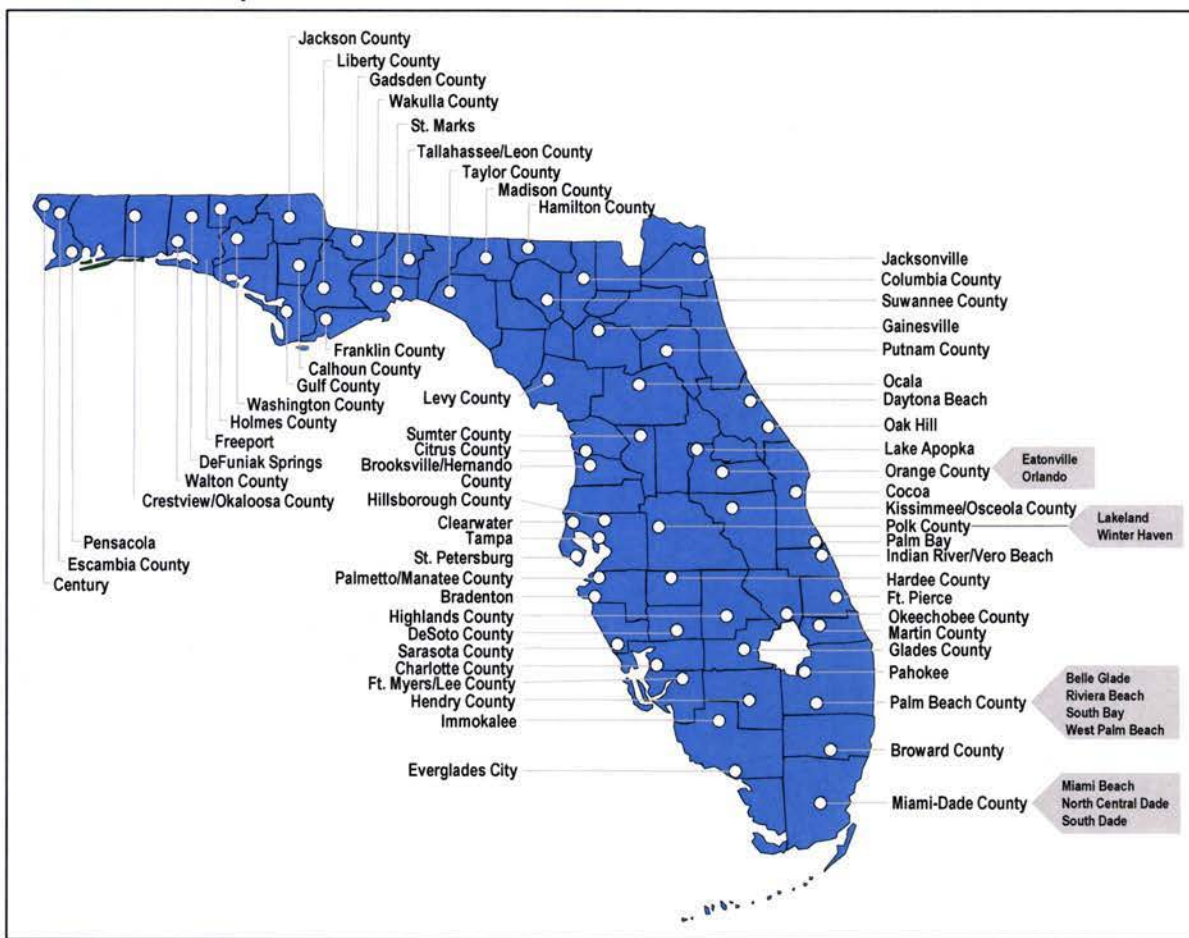 Jackson County
Liberty County
Gadsden County
Wakulla County
St. Marks
Tallahassee/Leon County
Taylor County
Madison County
Hamilton County
Jacksonville
Columbia County
Suwannee County
Gainesville
Putnam County
Ocala
Daytona Beach
Oak Hill
Lake Apopka
Orange County
Eatonville
Orlando
Cocoa
Kissimmee/Osceola County
Polk County
Lakeland
Winter Haven
Palm Bay
Indian River/Vero Beach
Hardee County
Ft. Pierce
Okeechobee County
Martin County
Glades County
Pahokee
Palm Beach County
Belle Glade
Riviera Beach
South Bay
West Palm Beach
Broward County
Miami-Dade County
Miami Beach
North Central Dade
South Dade
Franklin County
Calhoun County
Gulf County
Washington County
Holmes County
Freeport
DeFuniak Springs
Walton County
Crestview/Okaloosa County
Pensacola
Escambia County
Century
Levy County
Sumter County
Citrus County
Brooksville/Hernando
County
Hillsborough County
Clearwater
Tampa
St. Petersburg
Palmetto/Manatee County
Bradenton
Highlands County
DeSoto County
Sarasota County
Charlotte County
Ft. Myers/Lee County
Hendry County
Immokalee
Everglades City